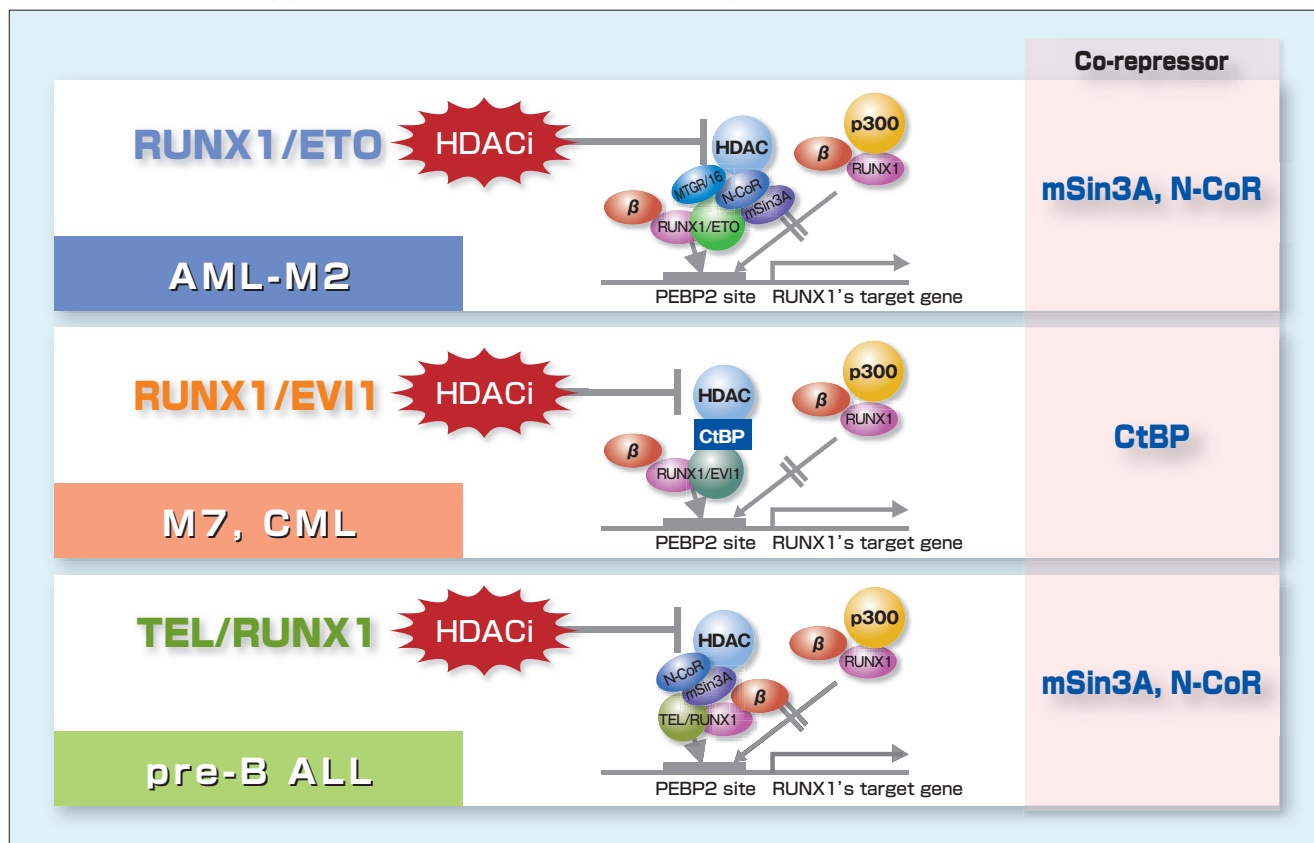 Co-repressor
RUNX1/ETO
HDACi
HDAC
MTGR/16
N-CoR
mSin3A
β
RUNX1/ETO
p300
β
RUNX1
mSin3A, N-CoR
AML-M2
PEBP2 site
RUNX1's target gene
RUNX1/EVI1
HDACi
HDAC
CtBP
β
RUNX1/EVI1
p300
β
RUNX1
CtBP
M7, CML
PEBP2 site
RUNX1's target gene
TEL/RUNX1
HDACi
HDAC
N-CoR
mSin3A
β
TEL/RUNX1
p300
β
RUNX1
mSin3A, N-CoR
pre-B ALL
PEBP2 site
RUNX1's target gene